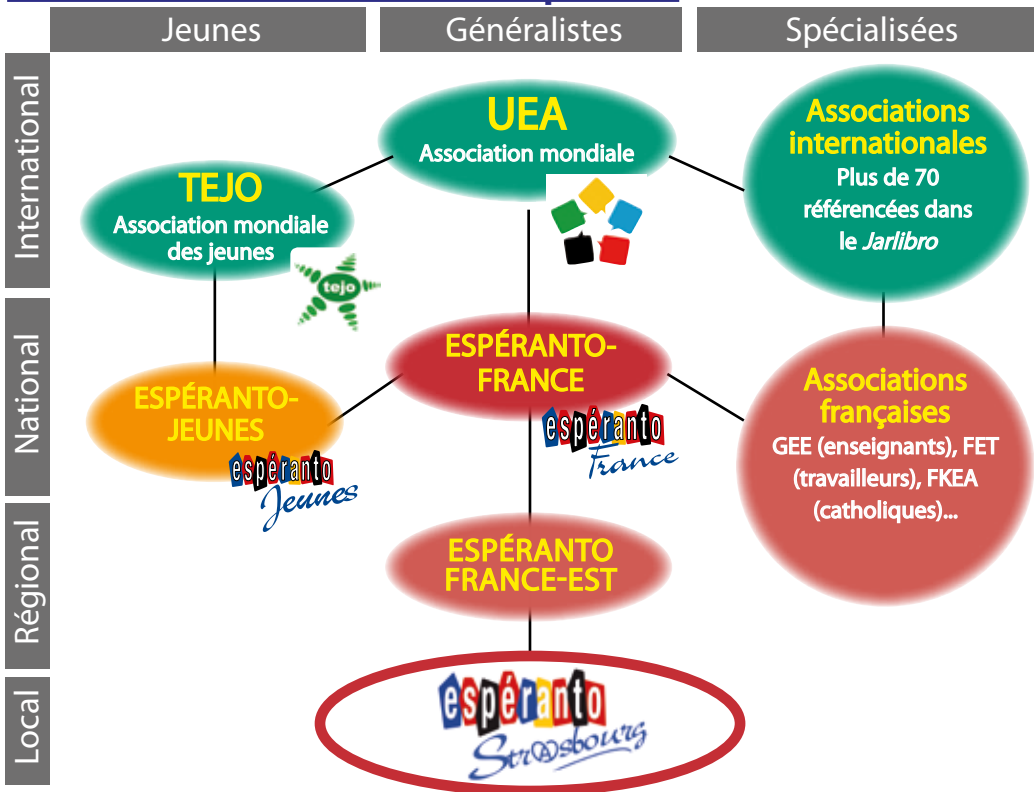 Jeunes
Généralistes
Spécialisées
International
National
Régional
Local
UEA
Association mondiale
TEJO
Association mondiale
des jeunes
tejo
Associations
internationales
Plus de 70
référencées dans
le Jarlibro
ESPÉRANTO-
JEUNES
espéranto
Jeunes
ESPÉRANTO-
FRANCE
espéranto
France
Associations
françaises
GEE (enseignants), FET
(travailleurs), FKEA
(catholiques)...
ESPÉRANTO
FRANCE-EST
espéranto
Strasbourg